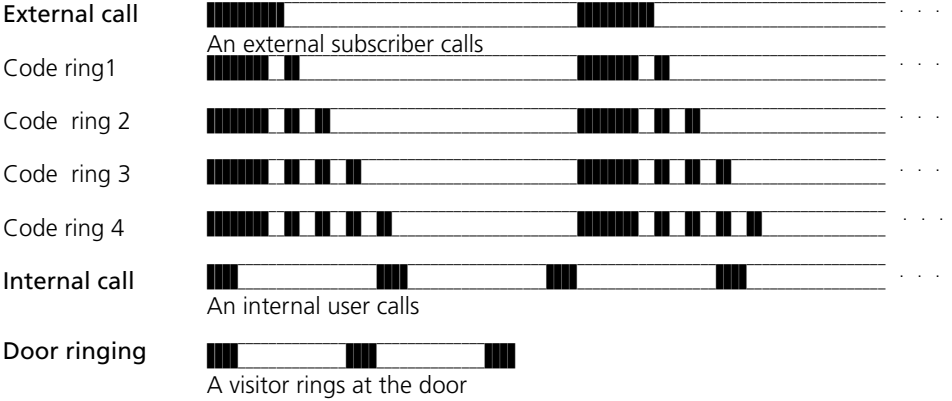 External call . . .
An external subscriber calls
Code ring1 . . .
Code ring 2 . . .
Code ring 3 . . .
Code ring 4 . . .
Internal call . . .
An internal user calls
Door ringing
A visitor rings at the door